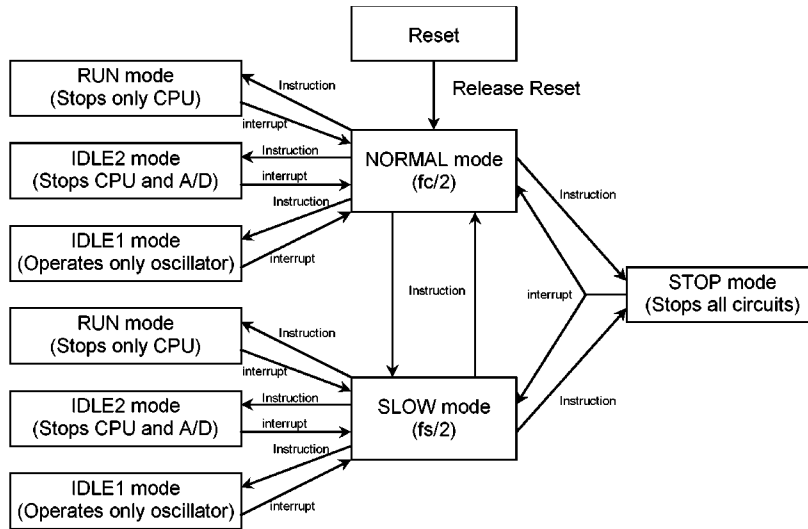 Reset
Release Reset
RUN mode
(Stops only CPU)
Instruction
interrupt
IDLE2 mode
(Stops CPU and A/D)
Instruction
interrupt
NORMAL mode
(fc/2)
IDLE1 mode
(Operates only oscillator)
Instruction
interrupt
Instruction
Instruction
interrupt
STOP mode
(Stops all circuits)
Instruction
RUN mode
(Stops only CPU)
Instruction
interrupt
IDLE2 mode
(Stops CPU and A/D)
Instruction
interrupt
SLOW mode
(fs/2)
IDLE1 mode
(Operates only oscillator)
Instruction
interrupt